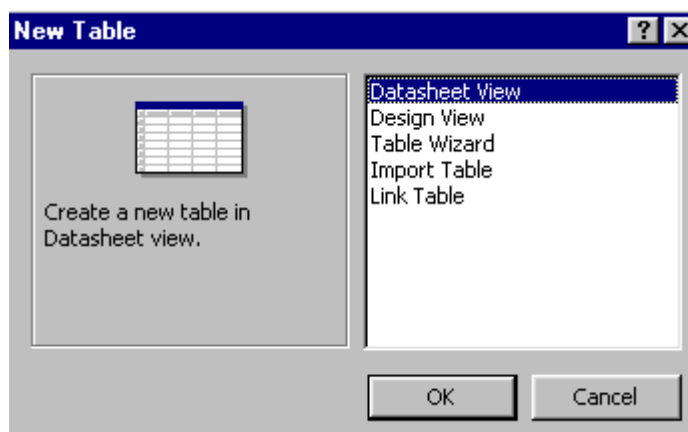 New Table
Create a new table in
Datasheet view.
Datasheet View
Design View
Table Wizard
Import Table
Link Table
OK
Cancel